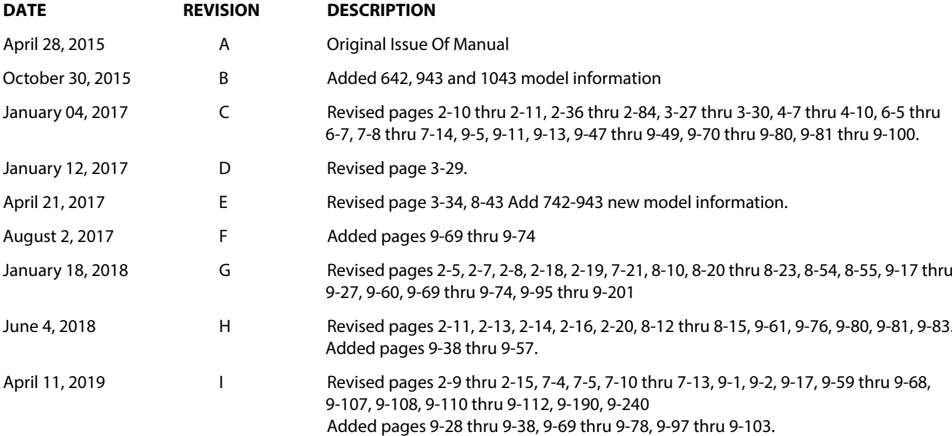 DATE REVISION DESCRIPTION
April 28, 2015 A Original Issue Of Manual
October 30, 2015 B Added 642, 943 and 1043 model information
January 04, 2017 C Revised pages 2-10 thru 2-11, 2-36 thru 2-84, 3-27 thru 3-30, 4-7 thru 4-10, 6-5 thru
6-7, 7-8 thru 7-14, 9-5, 9-11, 9-13, 9-47 thru 9-49, 9-70 thru 9-80, 9-81 thru 9-100.
January 12, 2017 D Revised page 3-29.
April 21, 2017 E Revised page 3-34, 8-43 Add 742-943 new model information.
August 2, 2017 F Added pages 9-69 thru 9-74
January 18, 2018 G Revised pages 2-5, 2-7, 2-8, 2-18, 2-19, 7-21, 8-10, 8-20 thru 8-23, 8-54, 8-55, 9-17 thru
9-27, 9-60, 9-69 thru 9-74, 9-95 thru 9-201
June 4, 2018 H Revised pages 2-11, 2-13, 2-14, 2-16, 2-20, 8-12 thru 8-15, 9-61, 9-76, 9-80, 9-81, 9-83.
Added pages 9-38 thru 9-57.
April 11, 2019 I Revised pages 2-9 thru 2-15, 7-4, 7-5, 7-10 thru 7-13, 9-1, 9-2, 9-17, 9-59 thru 9-68,
9-107, 9-108, 9-110 thru 9-112, 9-190, 9-240
Added pages 9-28 thru 9-38, 9-69 thru 9-78, 9-97 thru 9-103.